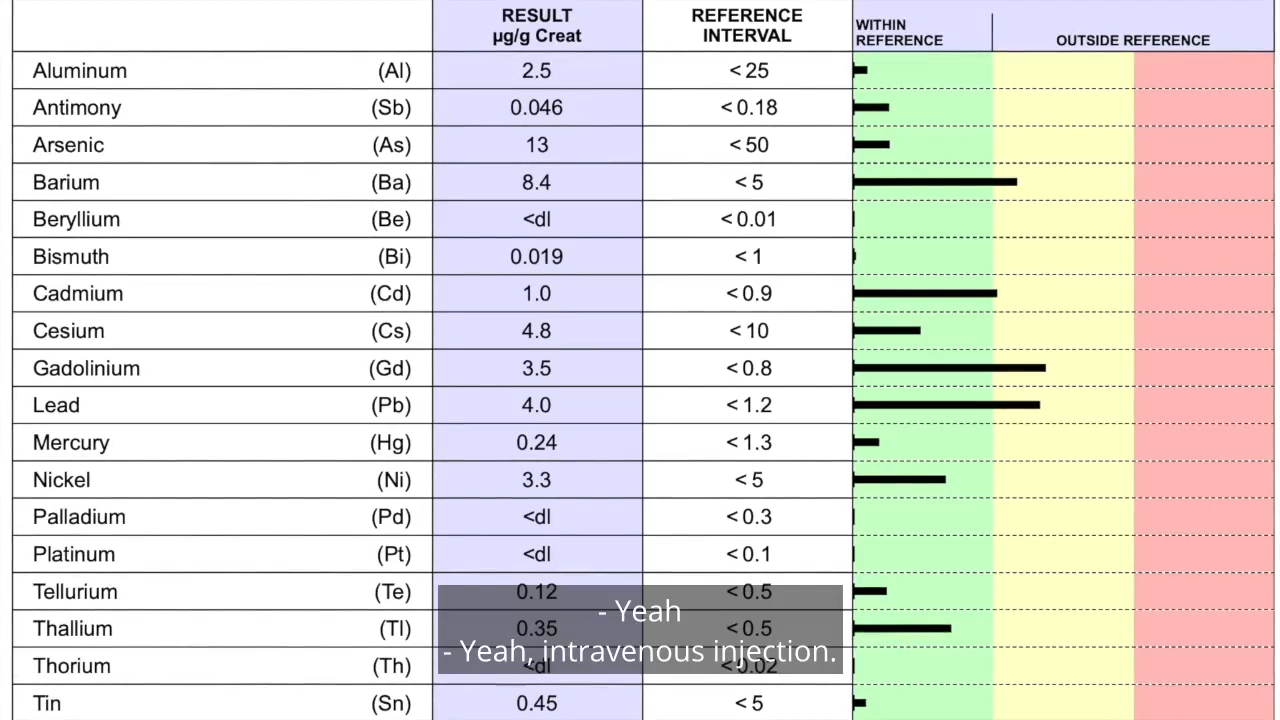 RESULT
µg/g Creat
REFERENCE
INTERVAL
WITHIN
REFERENCE
OUTSIDE REFERENCE
Aluminum (Al) 2.5 < 25
Antimony (Sb) 0.046 < 0.18
Arsenic (As) 13 < 50
Barium (Ba) 8.4 < 5
Beryllium (Be) <dl < 0.01
Bismuth (Bi) 0.019 < 1
Cadmium (Cd) 1.0 < 0.9
Cesium (Cs) 4.8 < 10
Gadolinium (Gd) 3.5 < 0.8
Lead (Pb) 4.0 < 1.2
Mercury (Hg) 0.24 < 1.3
Nickel (Ni) 3.3 < 5
Palladium (Pd) <dl < 0.3
Platinum (Pt) <dl < 0.1
Tellurium (Te) 0.12 < 0.5
- Yeah
Thallium (Tl) 0.35 < 0.5
- Yeah, intravenous injection.
Thorium (Th) <dl < 0.02
Tin (Sn) 0.45 < 5